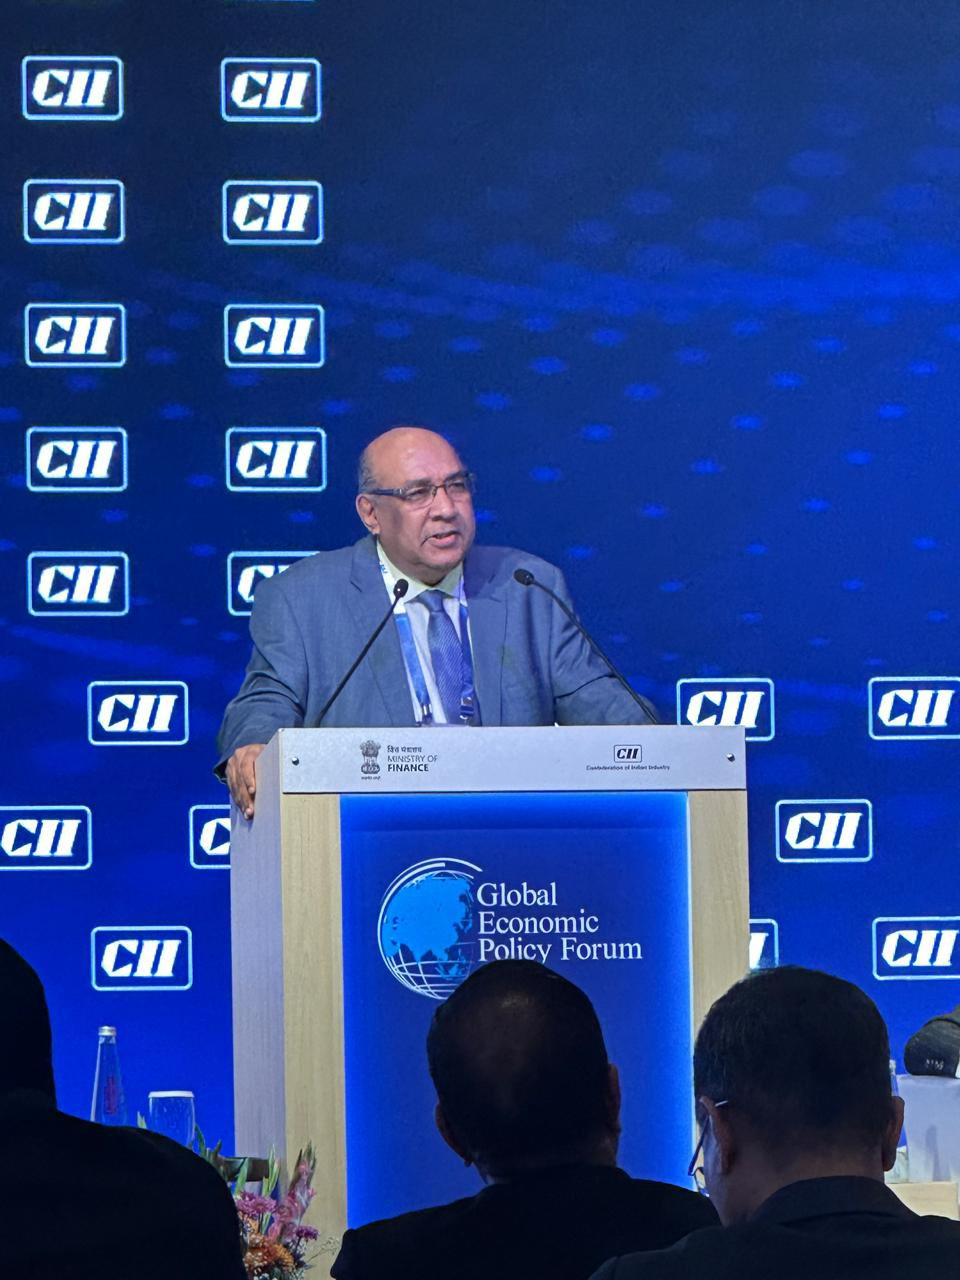 CII CII
CII CII
CII CII
CII CII
CII
CII CII CII
CII CII
CII CII
वित्त मंत्रालय
MINISTRY OF
FINANCE
CII
Confederation of Indian Industry
Global
Economic
Policy Forum